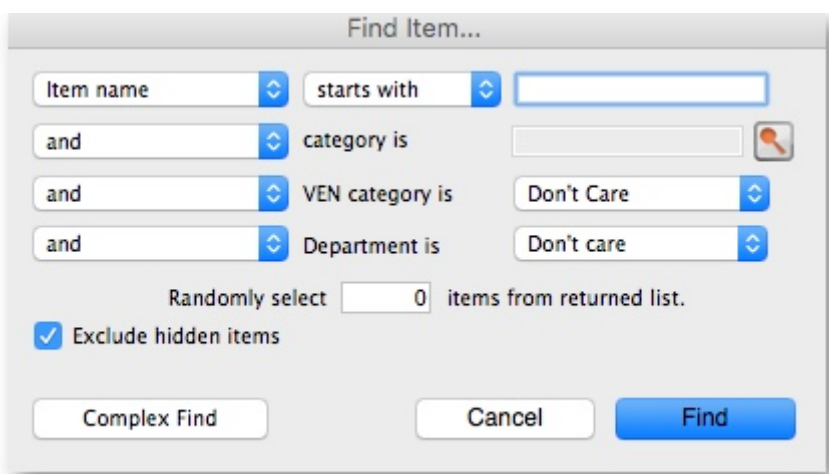 Find Item...
Item name starts with
and category is
and VEN category is Don't Care
and Department is Don't care
Randomly select 0 items from returned list.
Exclude hidden items
Complex Find Cancel Find